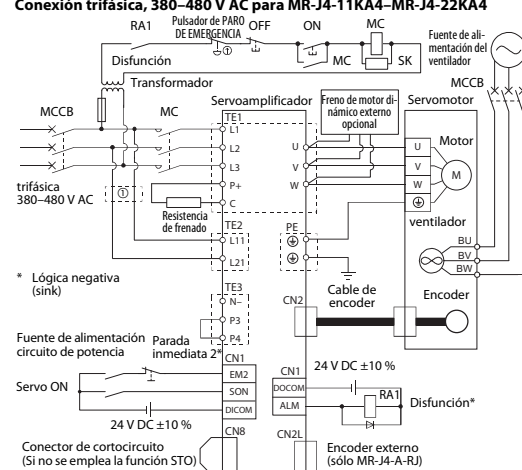 Conexión trifásica, 380–480 V AC para MR-J4-11KA4–MR-J4-22KA4
RA1
Pulsador de PARO
DE EMERGENCIA
OFF
ON
MC
Fuente de ali-
mentación del
ventilador
①
MC
SK
Disfunción
Transformador
MCCB
MCCB
MC
Servoamplificador
Freno de motor di-
námico externo
opcional
Servomotor
TE1
L1
L2
L3
P+
C
U
V
W
U
V
W
Motor
M
trifásica
380–480 V AC
①
Resistencia
de frenado
ventilador
TE2
L11
L21
PE
BU
BV
BW
* Lógica negativa
(sink)
Cable de
encoder
Encoder
TE3
N–
P3
P4
CN2
Fuente de alimentación
circuito de potencia
Parada
inmediata 2*
CN1
EM2
SON
DICOM
Servo ON
24 V DC ±10 %
CN1
DOCOM
ALM
24 V DC ±10 %
RA1
Disfunción*
Conector de cortocircuito
(Si no se emplea la función STO)
CN8
CN2L
Encoder externo
(sólo MR-J4-A-RJ)